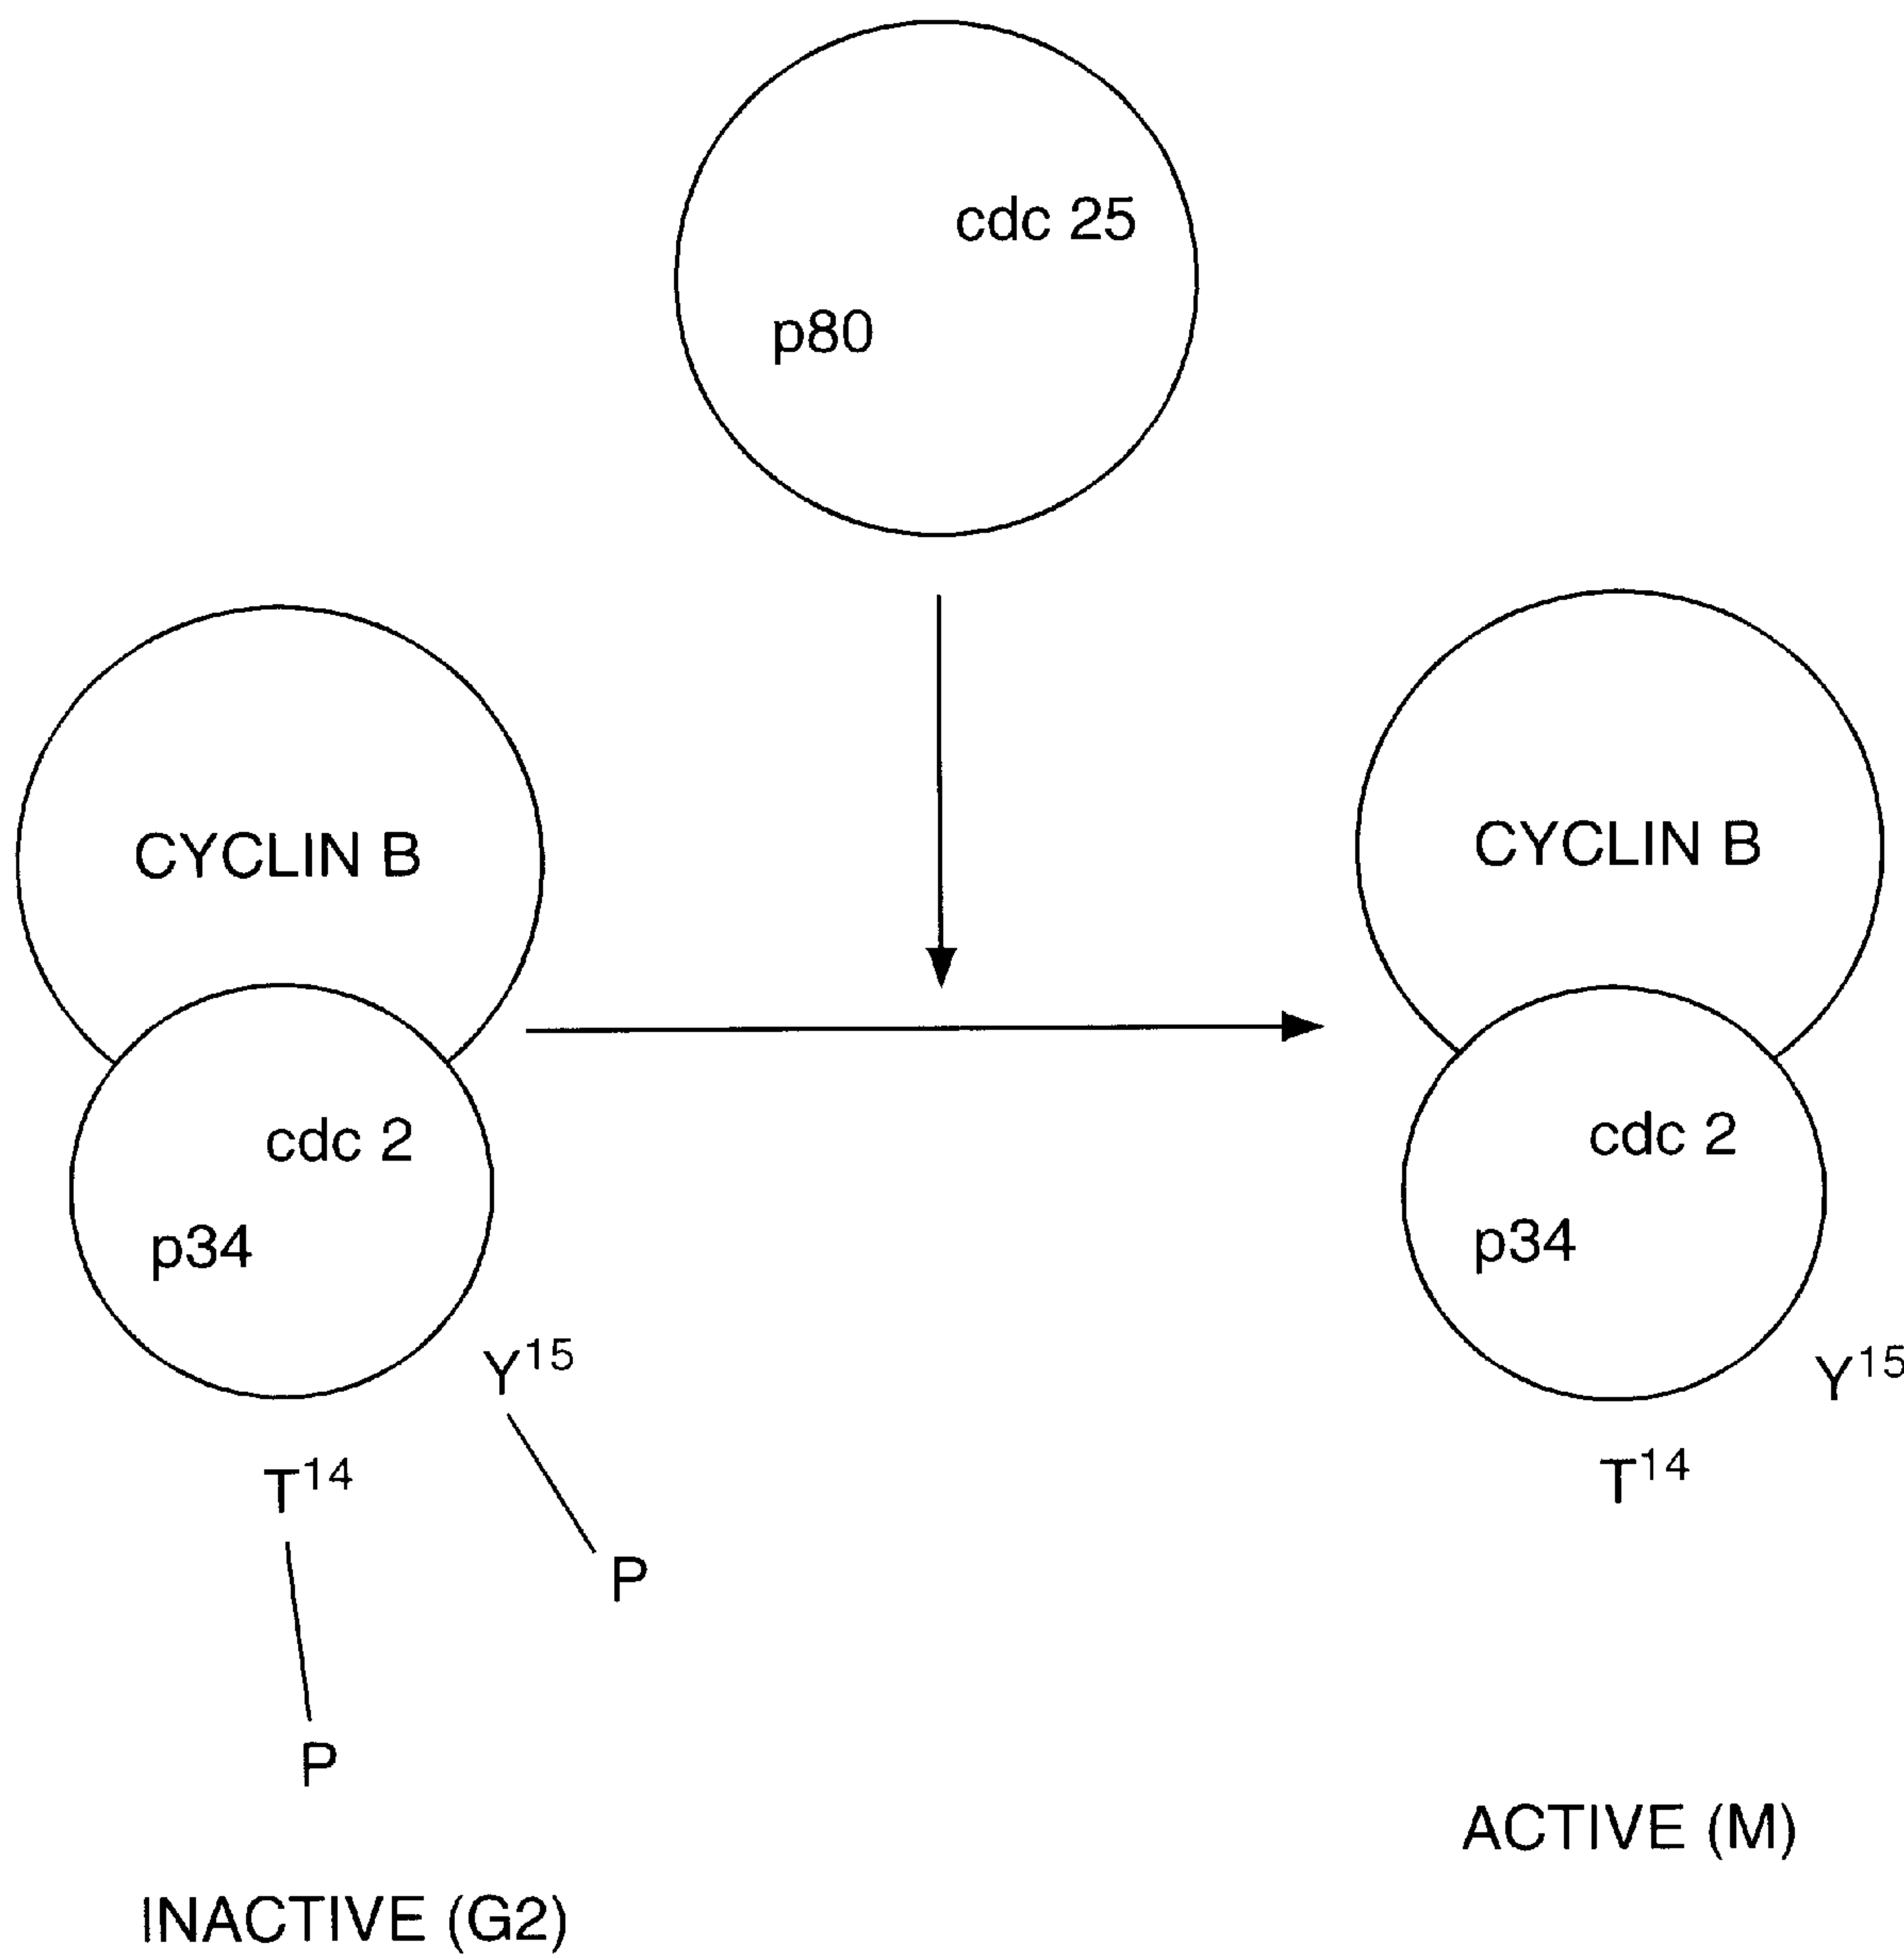 cdc 25
p80
CYCLIN B
cdc 2
p34
Y15
T14
P
P
INACTIVE (G2)
CYCLIN B
cdc 2
p34
Y15
T14
ACTIVE (M)